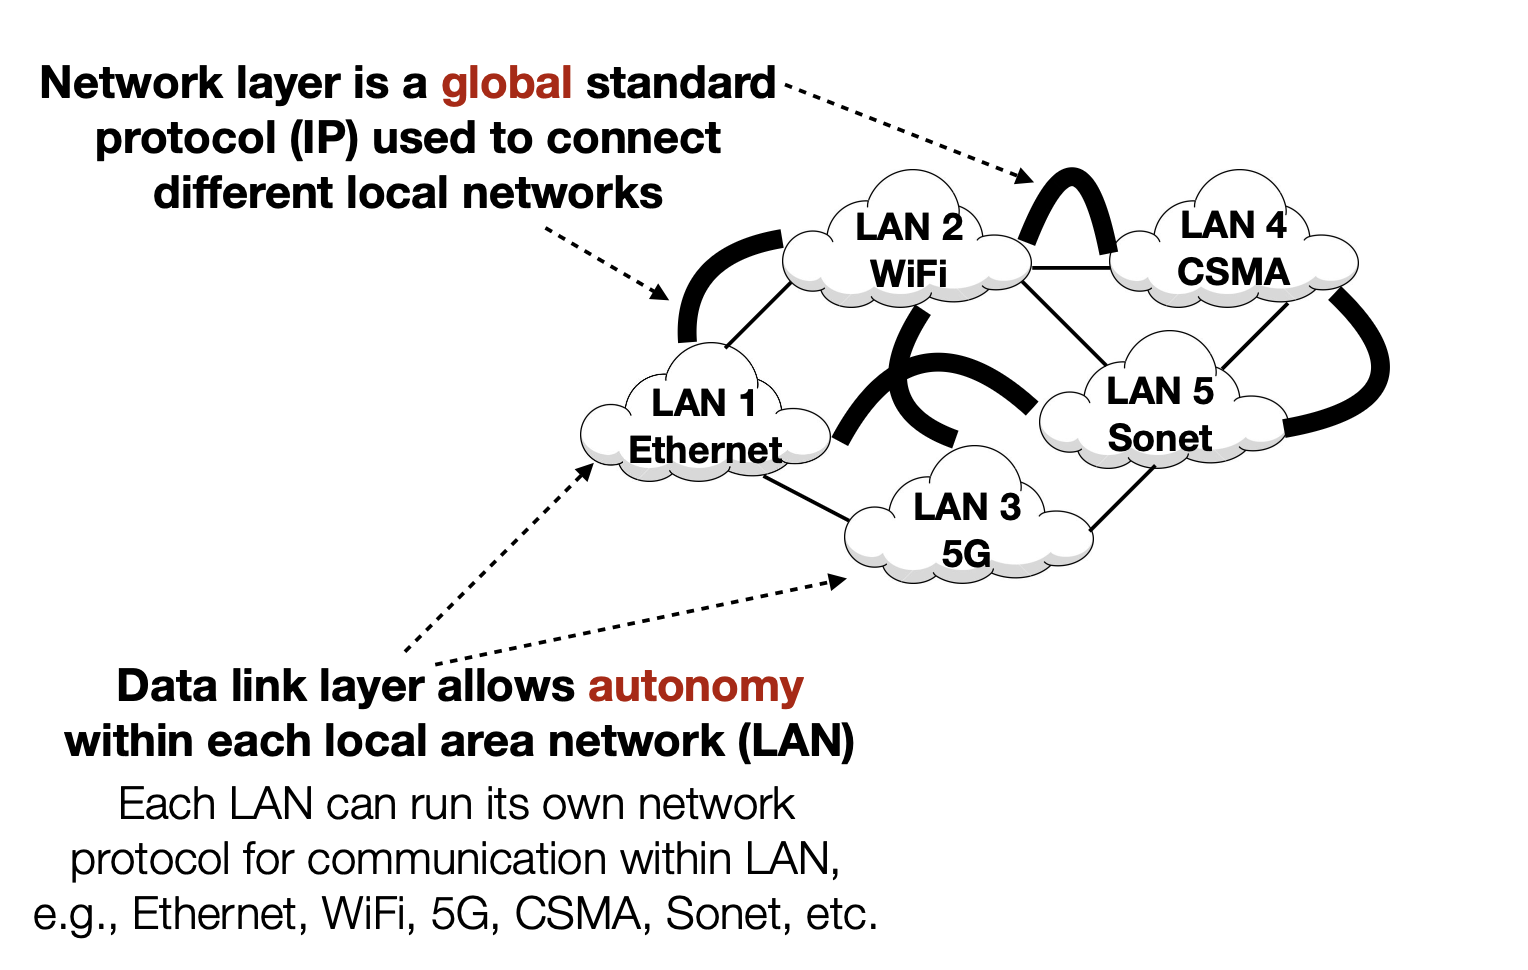 Network layer is a global standard
protocol (IP) used to connect
different local networks
LAN 2
WiFi
LAN 4
CSMA
LAN 1
Ethernet
LAN 5
Sonet
LAN 3
5G
Data link layer allows autonomy
within each local area network (LAN)
Each LAN can run its own network
protocol for communication within LAN,
e.g., Ethernet, WiFi, 5G, CSMA, Sonet, etc.